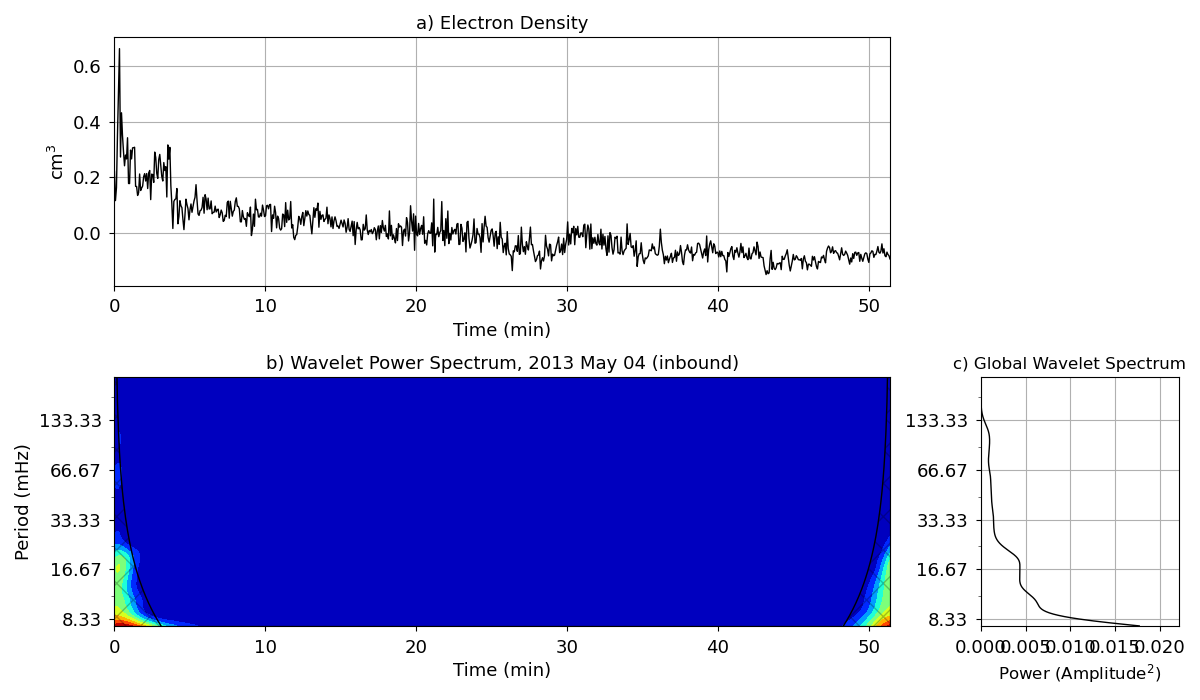 a) Electron Density
0.6
0.4
0.2
0.0
cm³
0 10 20 30 40 50
Time (min)
b) Wavelet Power Spectrum, 2013 May 04 (inbound)
133.33
66.67
33.33
16.67
8.33
Period (mHz)
0 10 20 30 40 50
Time (min)
c) Global Wavelet Spectrum
133.33
66.67
33.33
16.67
8.33
0.000 0.005 0.010 0.015 0.020
Power (Amplitude²)